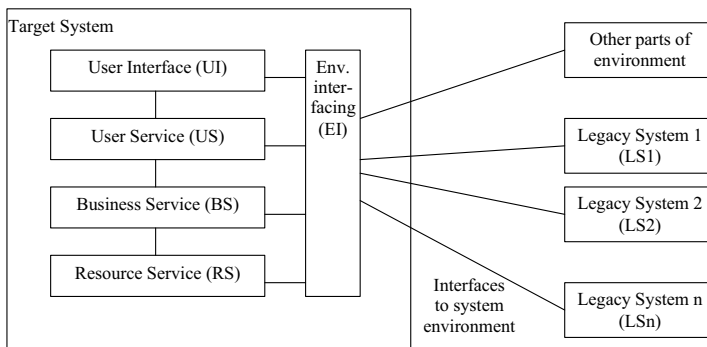 Target System
User Interface (UI)
User Service (US)
Business Service (BS)
Resource Service (RS)
Env.
inter-
facing
(EI)
Other parts of
environment
Legacy System 1
(LS1)
Legacy System 2
(LS2)
Legacy System n
(LSn)
Interfaces
to system
environment